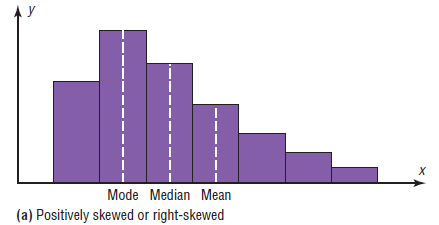 y
x
Mode Median Mean
(a) Positively skewed or right-skewed